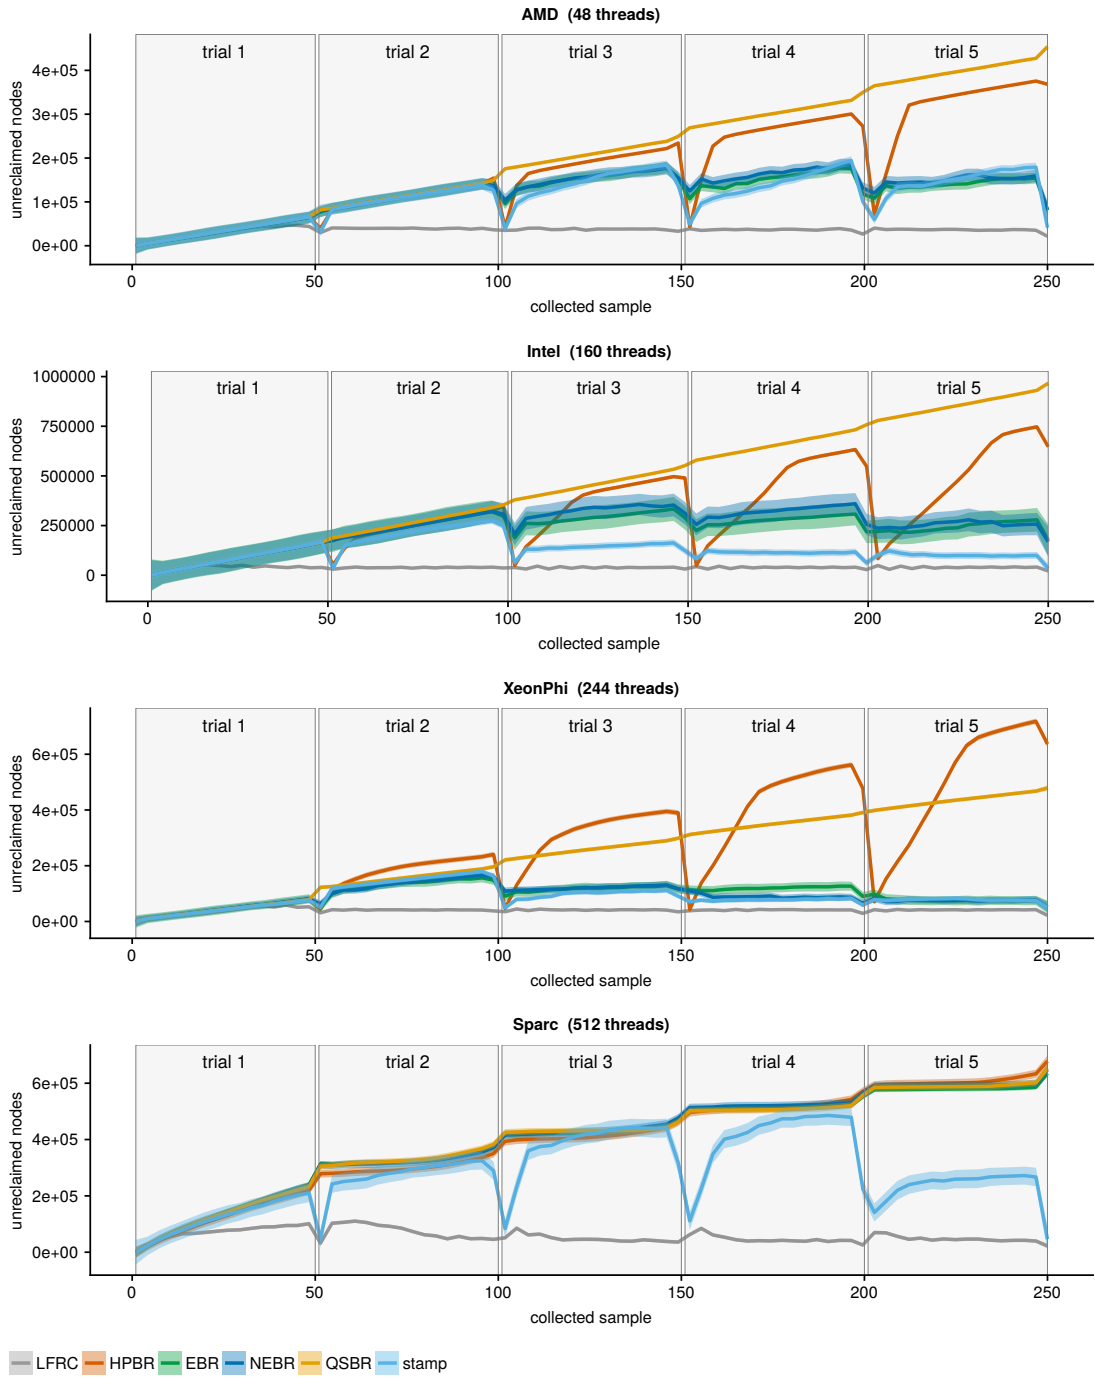 AMD (48 threads)
trial 1 trial 2 trial 3 trial 4 trial 5
unreclaimed nodes
4e+05
3e+05
2e+05
1e+05
0e+00
0 50 100 150 200 250
collected sample
Intel (160 threads)
trial 1 trial 2 trial 3 trial 4 trial 5
unreclaimed nodes
1000000
750000
500000
250000
0
0 50 100 150 200 250
collected sample
XeonPhi (244 threads)
trial 1 trial 2 trial 3 trial 4 trial 5
unreclaimed nodes
6e+05
4e+05
2e+05
0e+00
0 50 100 150 200 250
collected sample
Sparc (512 threads)
trial 1 trial 2 trial 3 trial 4 trial 5
unreclaimed nodes
6e+05
4e+05
2e+05
0e+00
0 50 100 150 200 250
collected sample
LFRC HPBR EBR NEBR QSBR stamp